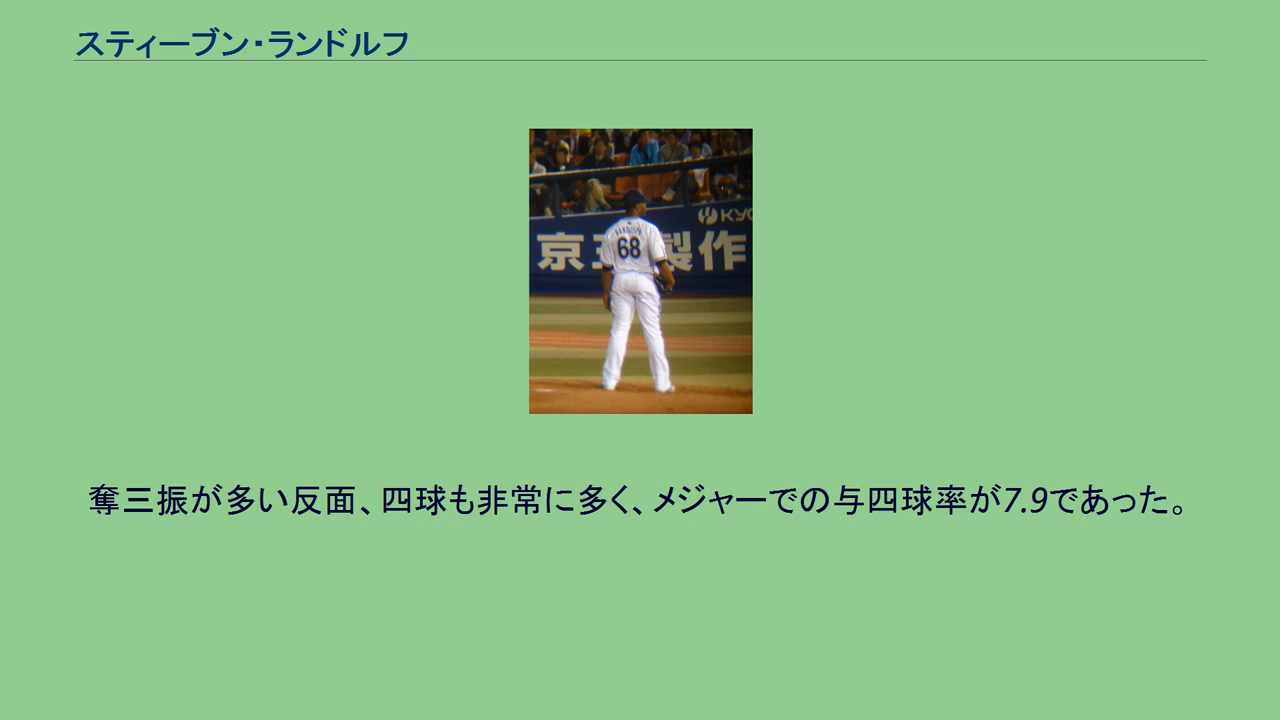 スティーブン・ランドルフ
KYO
RANDOLPH
68
京 製作
奪三振が多い反面、四球も非常に多く、メジャーでの与四球率が7.9であった。